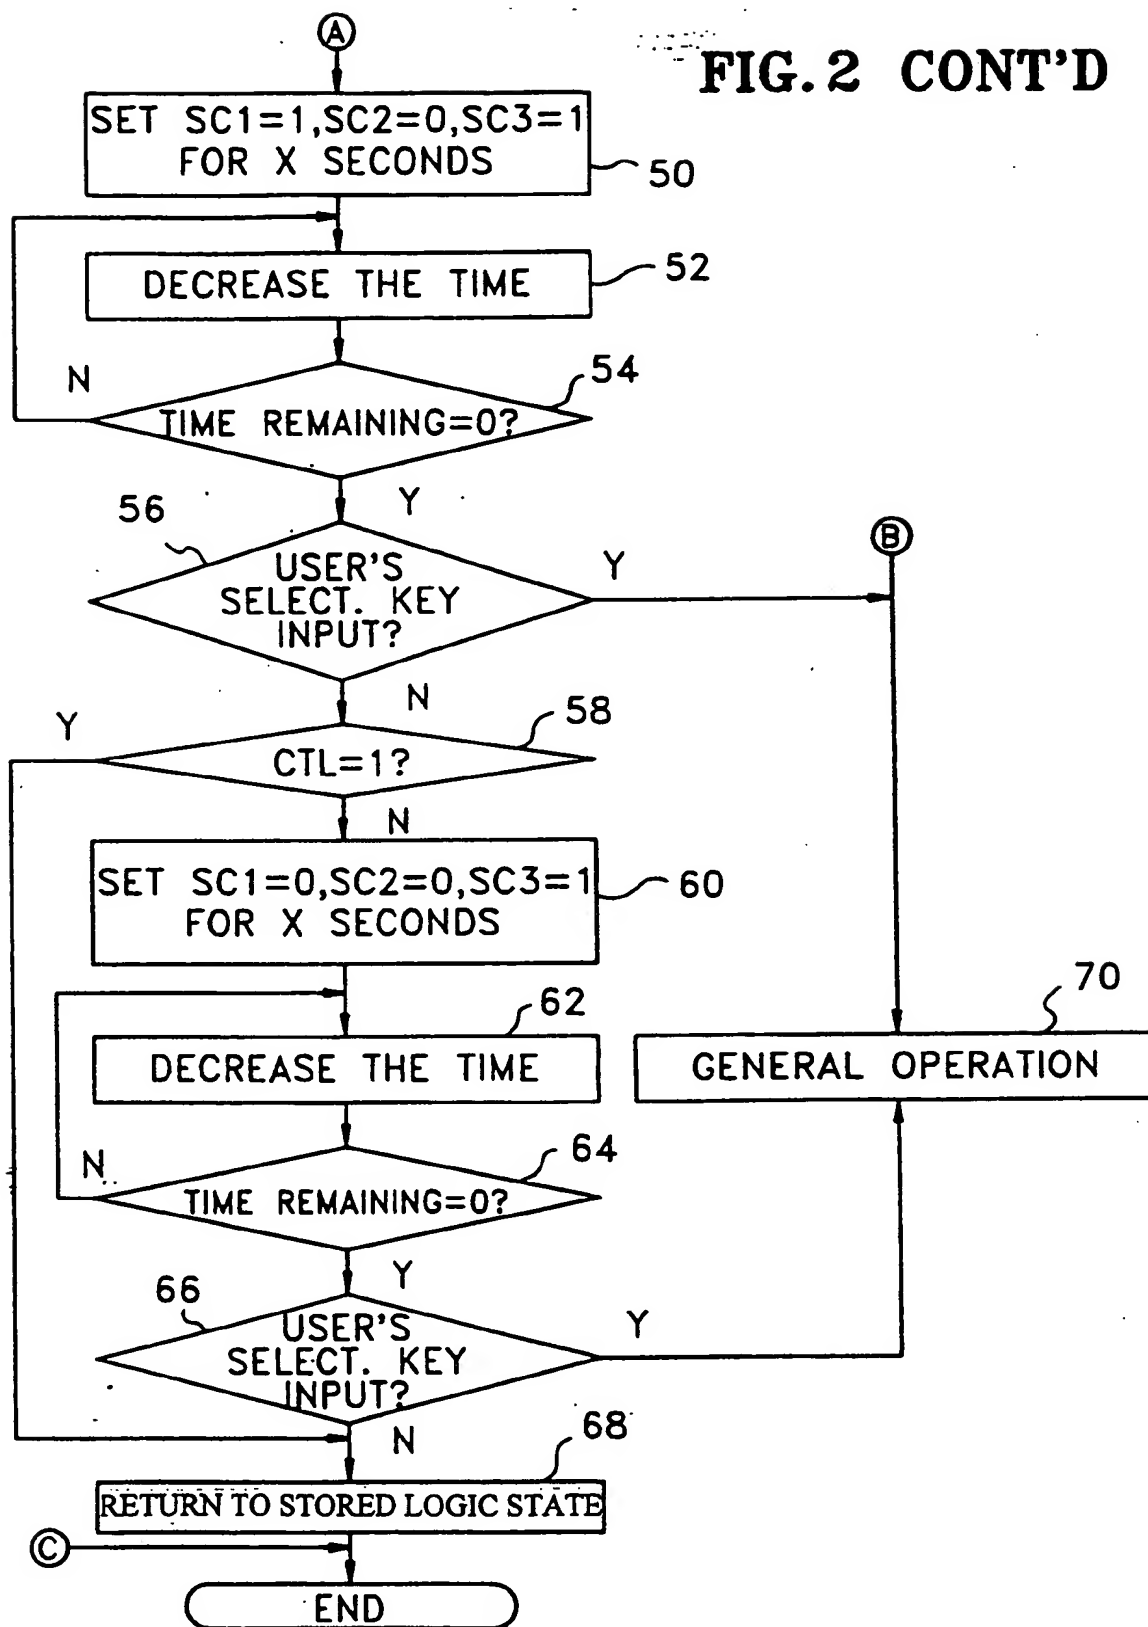 A
FIG. 2 CONT'D
SET SC1=1,SC2=0,SC3=1
FOR X SECONDS
50
DECREASE THE TIME
52
N
54
TIME REMAINING=0?
Y
56
B
USER'S
SELECT. KEY
INPUT?
Y
N
Y
58
CTL=1?
N
SET SC1=0,SC2=0,SC3=1
FOR X SECONDS
60
62
70
DECREASE THE TIME
GENERAL OPERATION
N
64
TIME REMAINING=0?
Y
66
USER'S
SELECT. KEY
INPUT?
Y
N
68
RETURN TO STORED LOGIC STATE
C
END